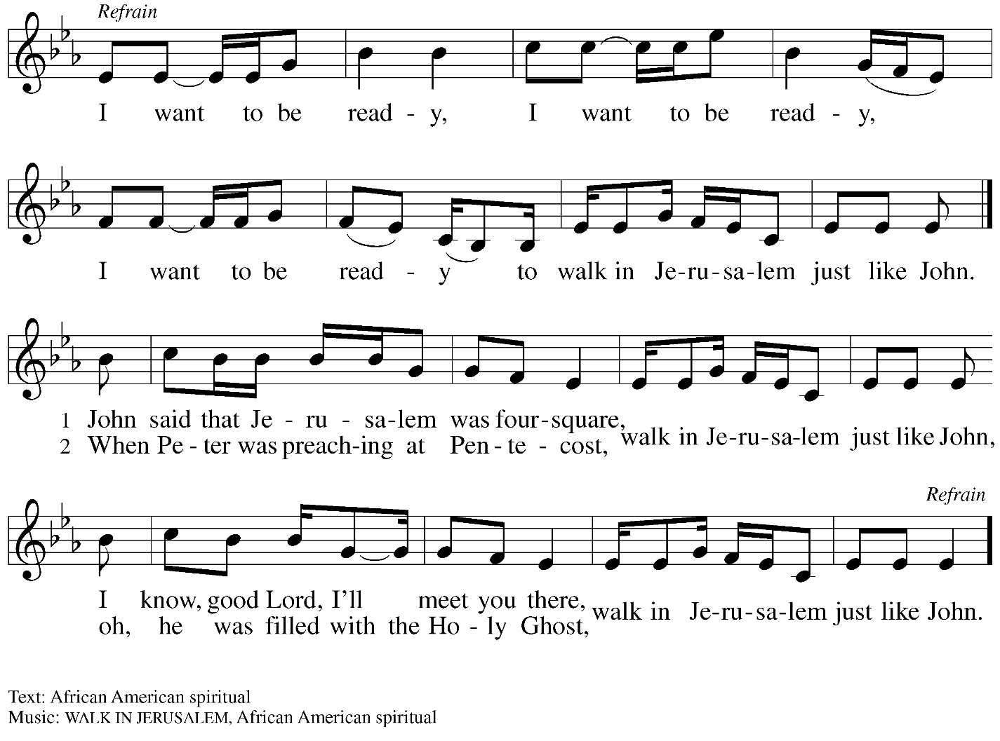 Refrain
I want to be read - y, I want to be read - y,
I want to be read - y to walk in Je-ru-sa-lem just like John.
1 John said that Je - ru - sa-lem was four-square,
2 When Pe - ter was preach-ing at Pen - te - cost,
walk in Je-ru-sa-lem just like John,
Refrain
I know, good Lord, I'll meet you there,
oh, he was filled with the Ho - ly Ghost,
walk in Je-ru-sa-lem just like John.
Text: African American spiritual
Music: WALK IN JERUSALEM, African American spiritual